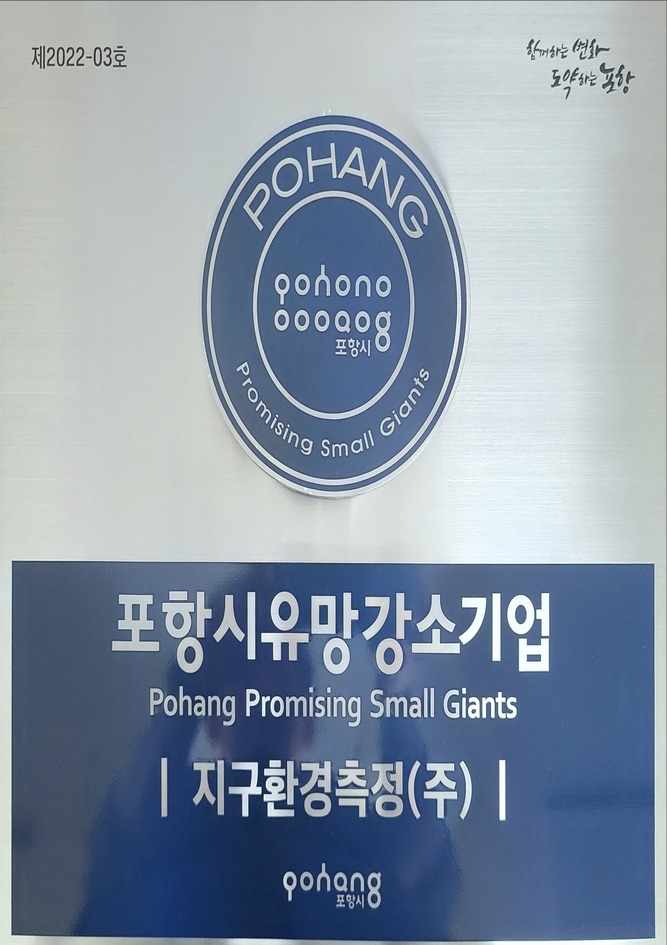 제2022-03호
함께하는 변화
도약하는 포항
POHANG
포항시
Promising Small Giants
포항시유망강소기업
Pohang Promising Small Giants
| 지구환경측정(주) |
pohang
포항시